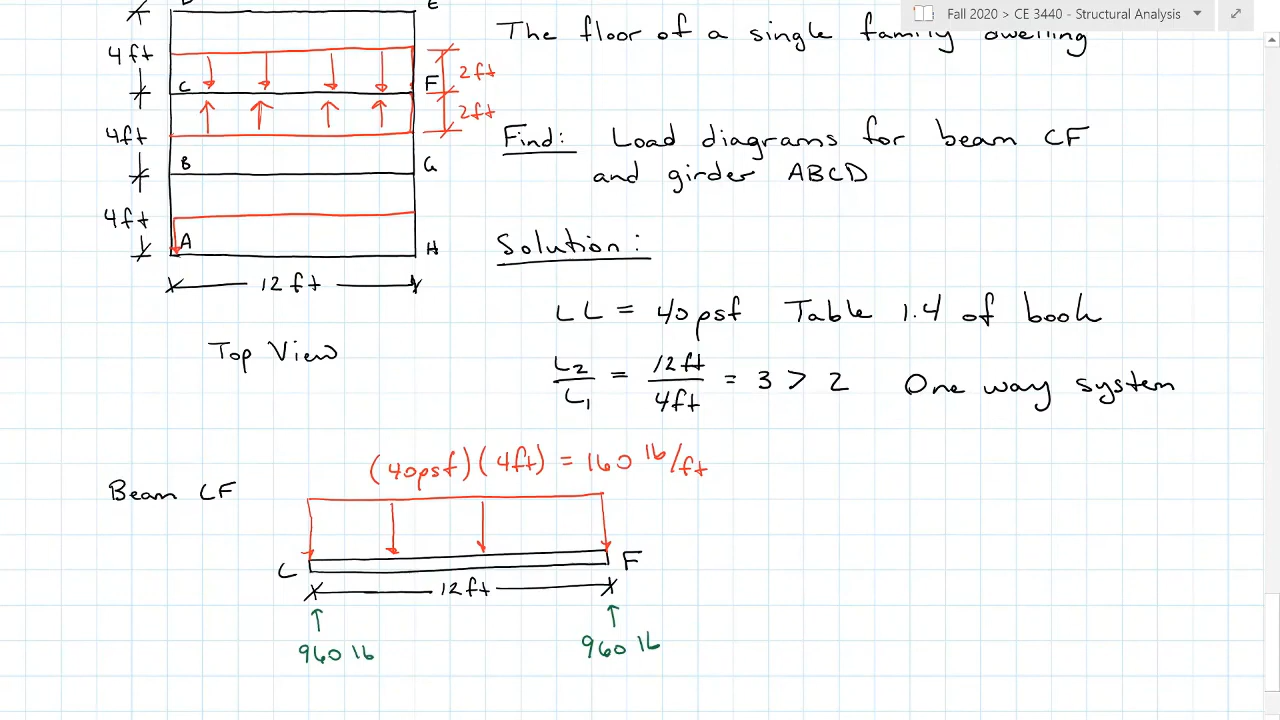 Fall 2020 > CE 3440 - Structural Analysis
D E
4ft
C F
2ft
2ft
4ft
B G
4ft
A H
12ft
Top View
The floor of a single family dwelling
Find: Load diagrams for beam CF
and girder ABCD
Solution:
LL = 40psf Table 1.4 of book
L2/L1 = 12ft/4ft = 3 > 2 One way system
(40psf)(4ft) = 160 lb/ft
Beam CF
C F
12ft
960 lb 960 lb